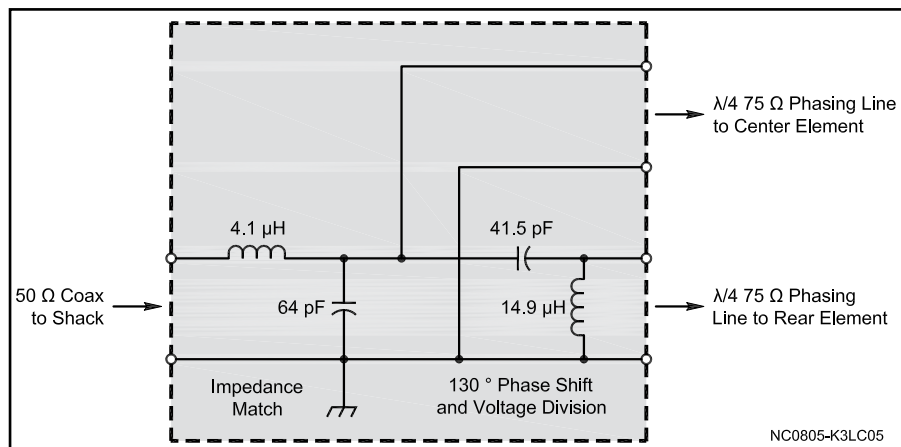 λ/4 75 Ω Phasing Line
to Center Element
4.1 µH
41.5 pF
50 Ω Coax
to Shack
64 pF
14.9 µH
λ/4 75 Ω Phasing
Line to Rear Element
Impedance
Match
130 ° Phase Shift
and Voltage Division
NC0805-K3LC05